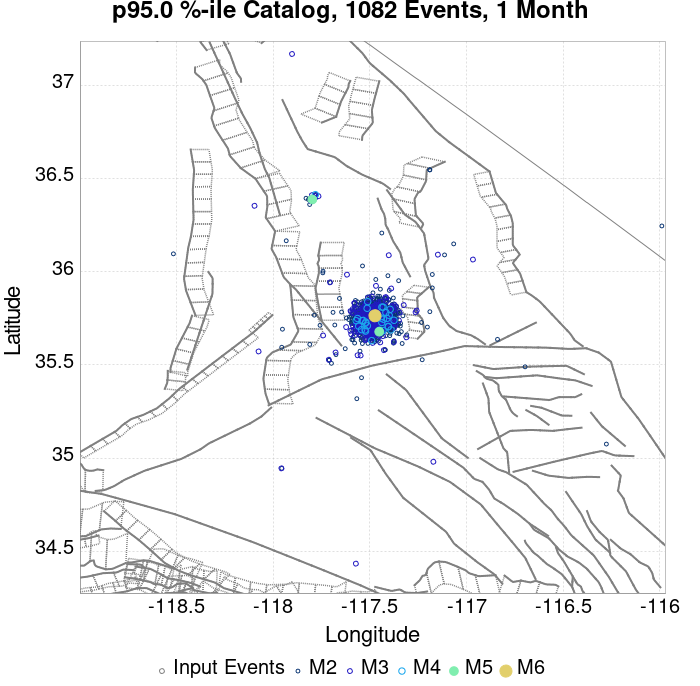 p95.0 %-ile Catalog, 1082 Events, 1 Month
37
36.5
36
35.5
35
34.5
Latitude
-118.5 -118 -117.5 -117 -116.5 -116
Longitude
Input Events M2 M3 M4 M5 M6